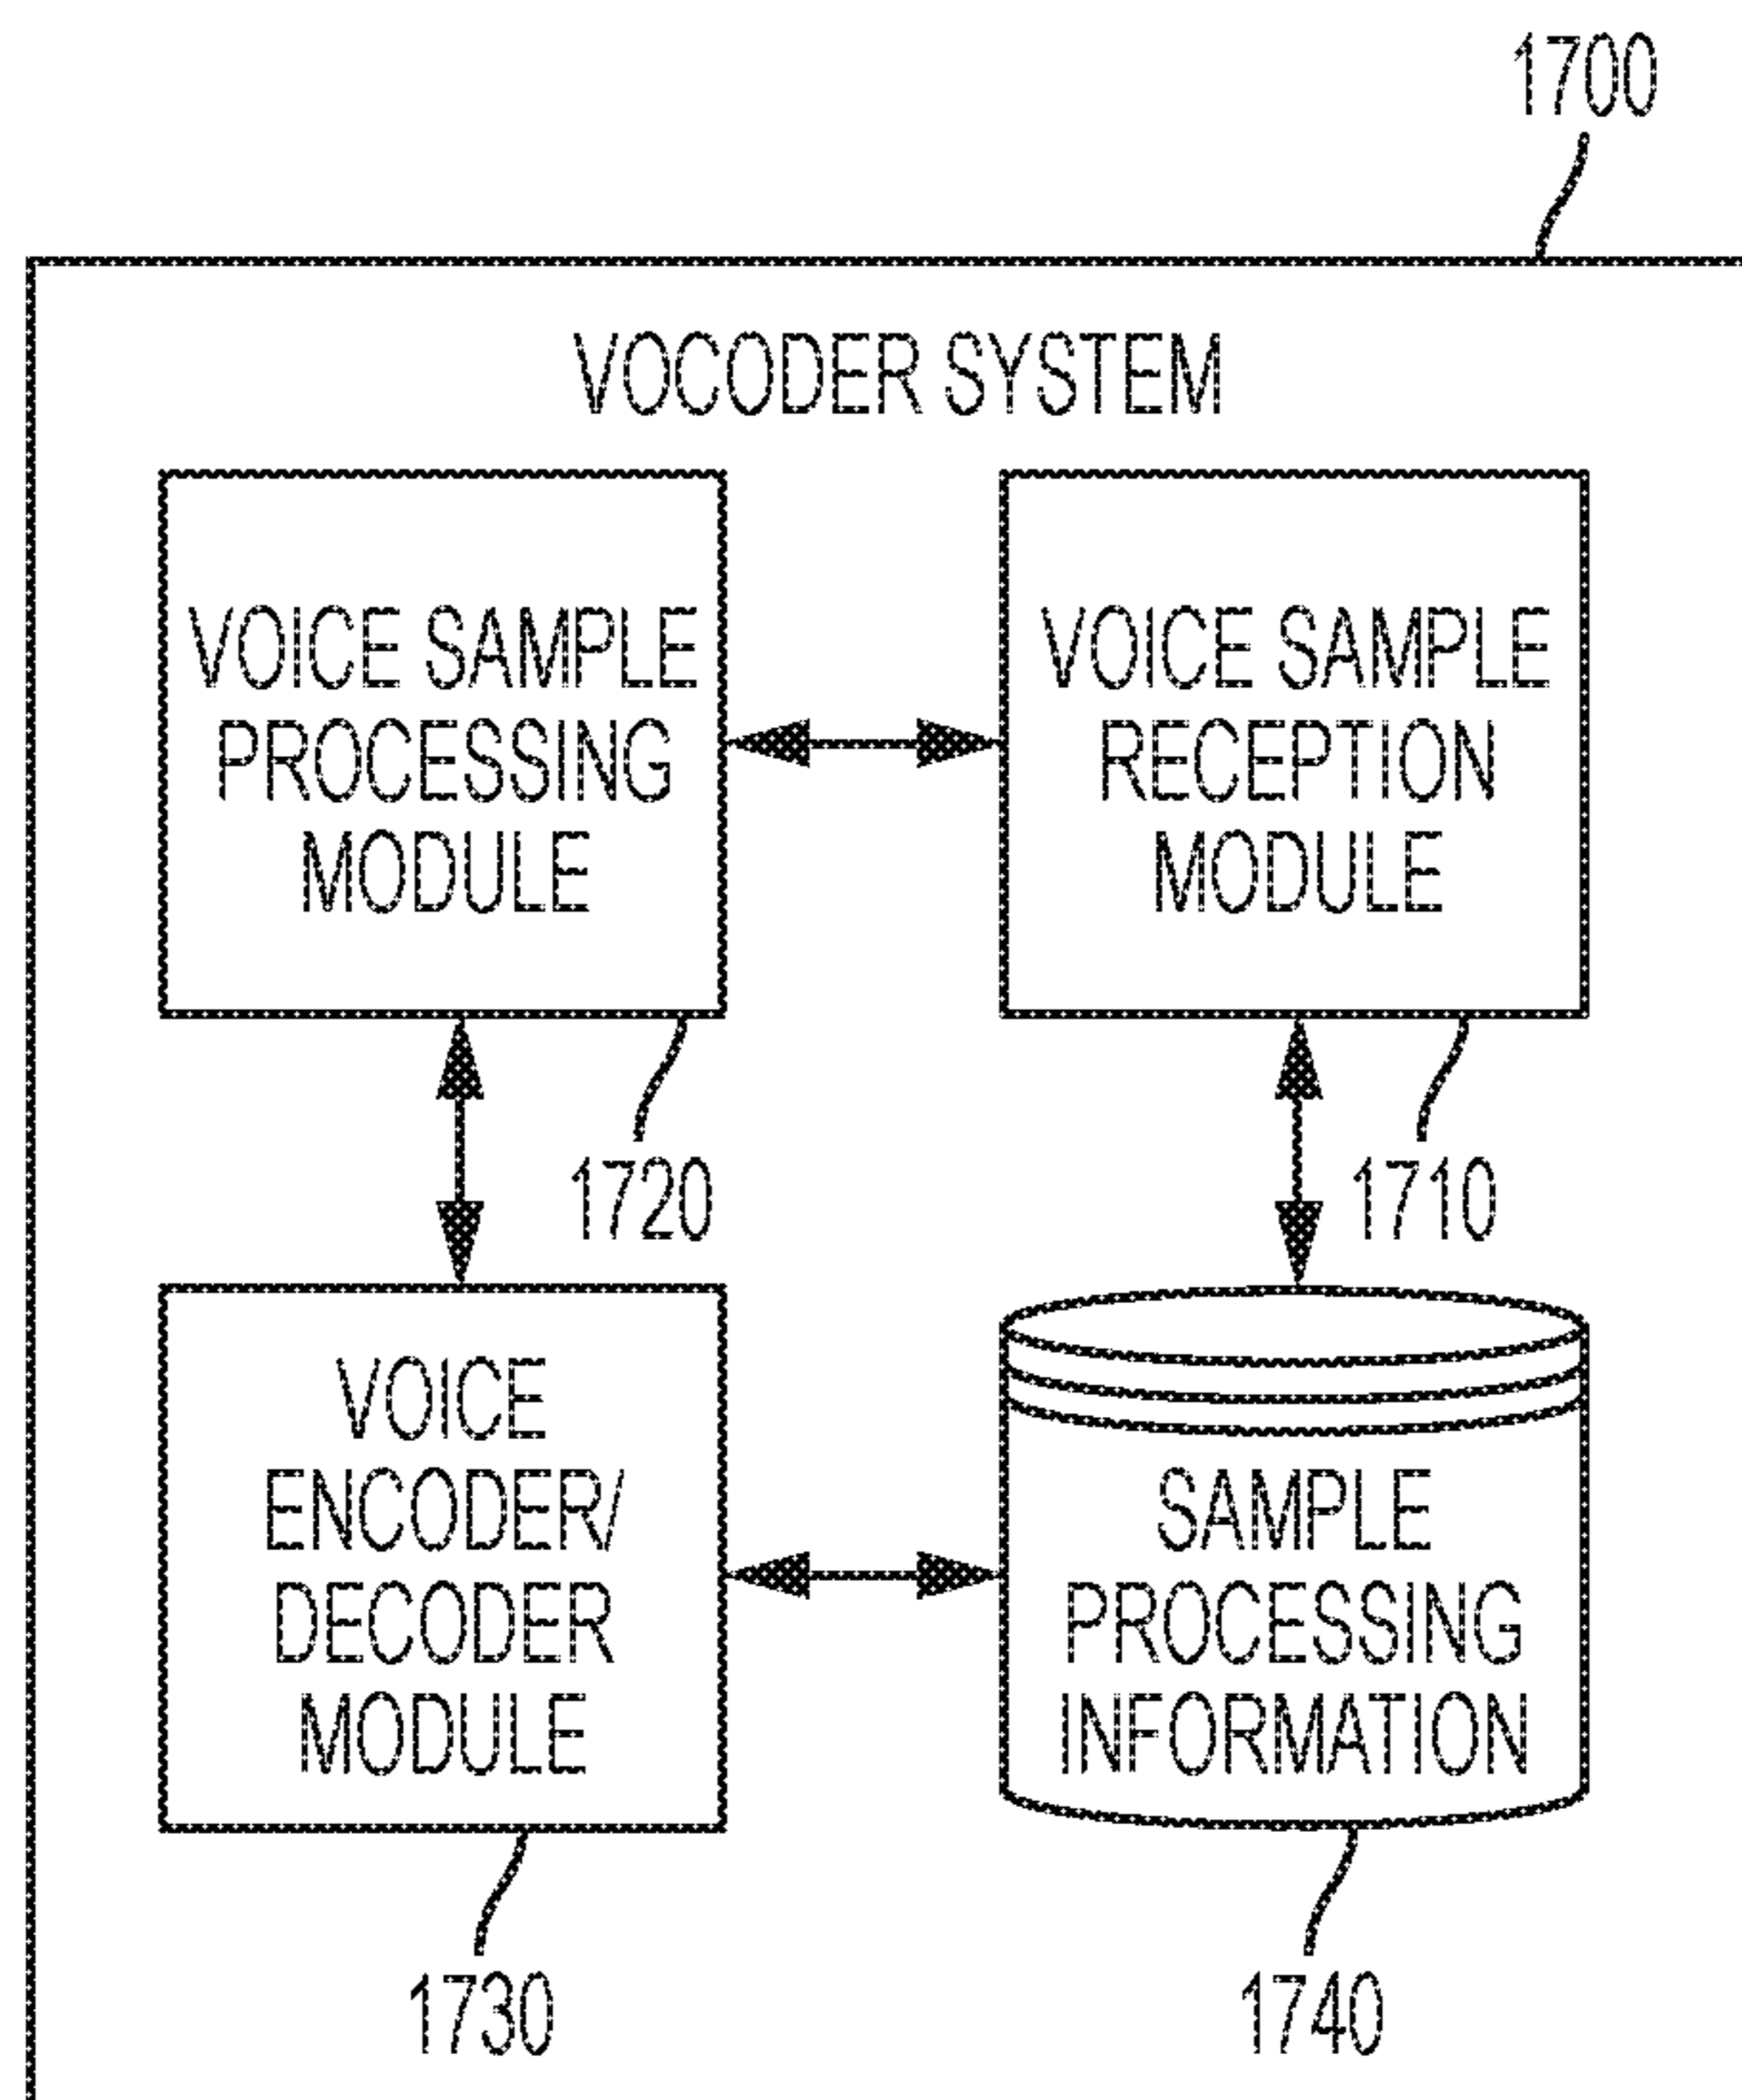 1700
VOCODER SYSTEM
VOICE SAMPLE
PROCESSING
MODULE
VOICE SAMPLE
RECEPTION
MODULE
1720
1710
VOICE
ENCODER/
DECODER
MODULE
SAMPLE
PROCESSING
INFORMATION
1730
1740